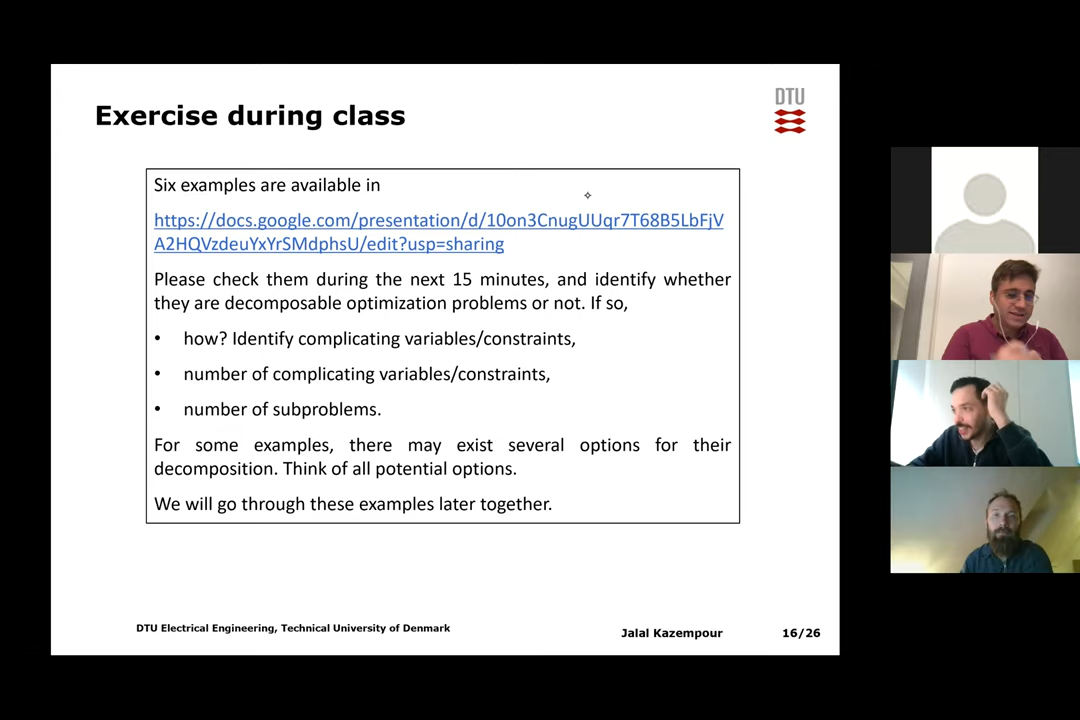 Exercise during class
DTU
Six examples are available in
https://docs.google.com/presentation/d/10on3CnugUUqr7T68B5LbFjV
A2HQVzdeuYxYrSMdphsU/edit?usp=sharing
Please check them during the next 15 minutes, and identify whether
they are decomposable optimization problems or not. If so,
• how? Identify complicating variables/constraints,
• number of complicating variables/constraints,
• number of subproblems.
For some examples, there may exist several options for their
decomposition. Think of all potential options.
We will go through these examples later together.
DTU Electrical Engineering, Technical University of Denmark
Jalal Kazempour
16/26